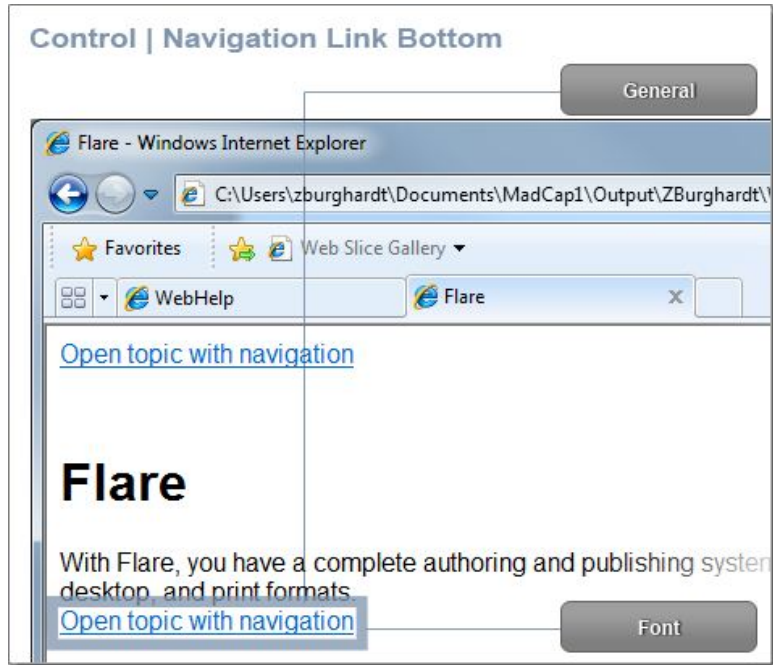 Control | Navigation Link Bottom
General
Flare - Windows Internet Explorer
C:\Users\zburghardt\Documents\MadCap1\Output\ZBurghardt\
Favorites Web Slice Gallery
WebHelp Flare X
Open topic with navigation
Flare
With Flare, you have a complete authoring and publishing system
desktop, and print formats.
Open topic with navigation
Font